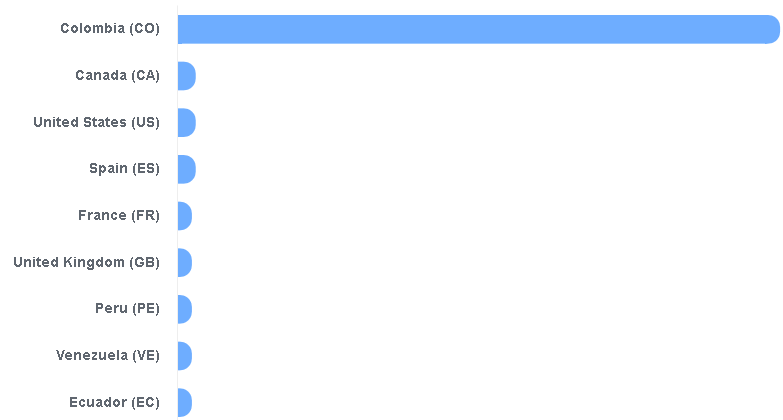 Colombia (CO)
Canada (CA)
United States (US)
Spain (ES)
France (FR)
United Kingdom (GB)
Peru (PE)
Venezuela (VE)
Ecuador (EC)